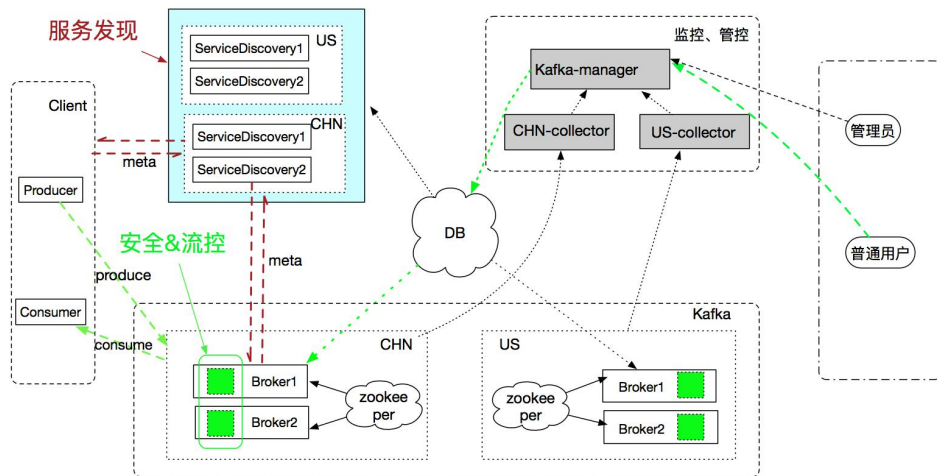 服务发现
US
ServiceDiscovery1
ServiceDiscovery2
CHN
ServiceDiscovery1
ServiceDiscovery2
Client
meta
Producer
安全&流控
produce
meta
Consumer
consume
监控、管控
Kafka-manager
CHN-collector
US-collector
管理员
普通用户
DB
Kafka
CHN
Broker1
Broker2
zookee
per
US
zookee
per
Broker1
Broker2